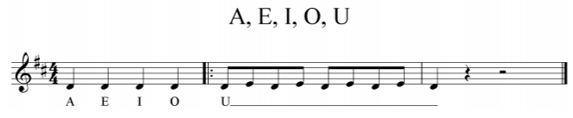 A, E, I, O, U
A E I O U